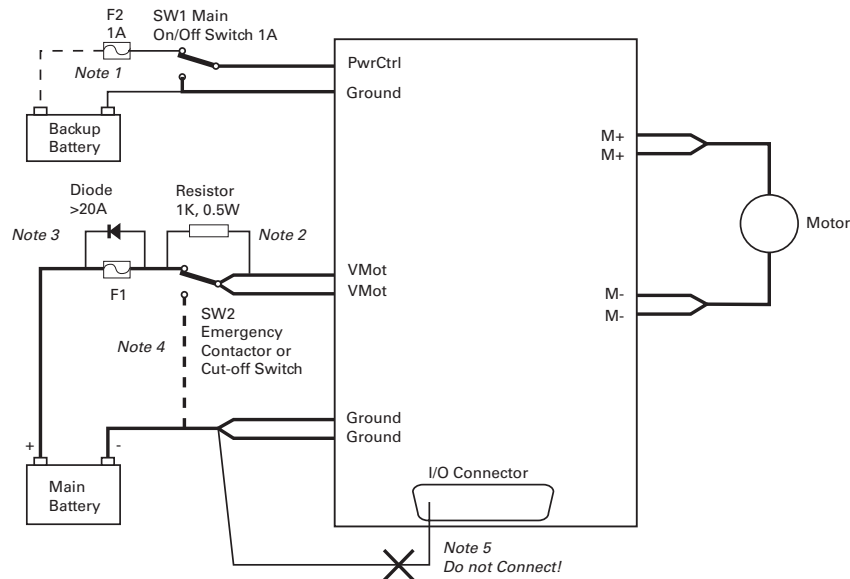 F2
1A
SW1 Main
On/Off Switch 1A
Note 1
Backup
Battery
PwrCtrl
Ground
M+
M+
Motor
M-
M-
Diode
>20A
Resistor
1K, 0.5W
Note 3
Note 2
F1
VMot
VMot
SW2
Emergency
Contactor or
Cut-off Switch
Note 4
Ground
Ground
+
-
Main
Battery
I/O Connector
Note 5
Do not Connect!